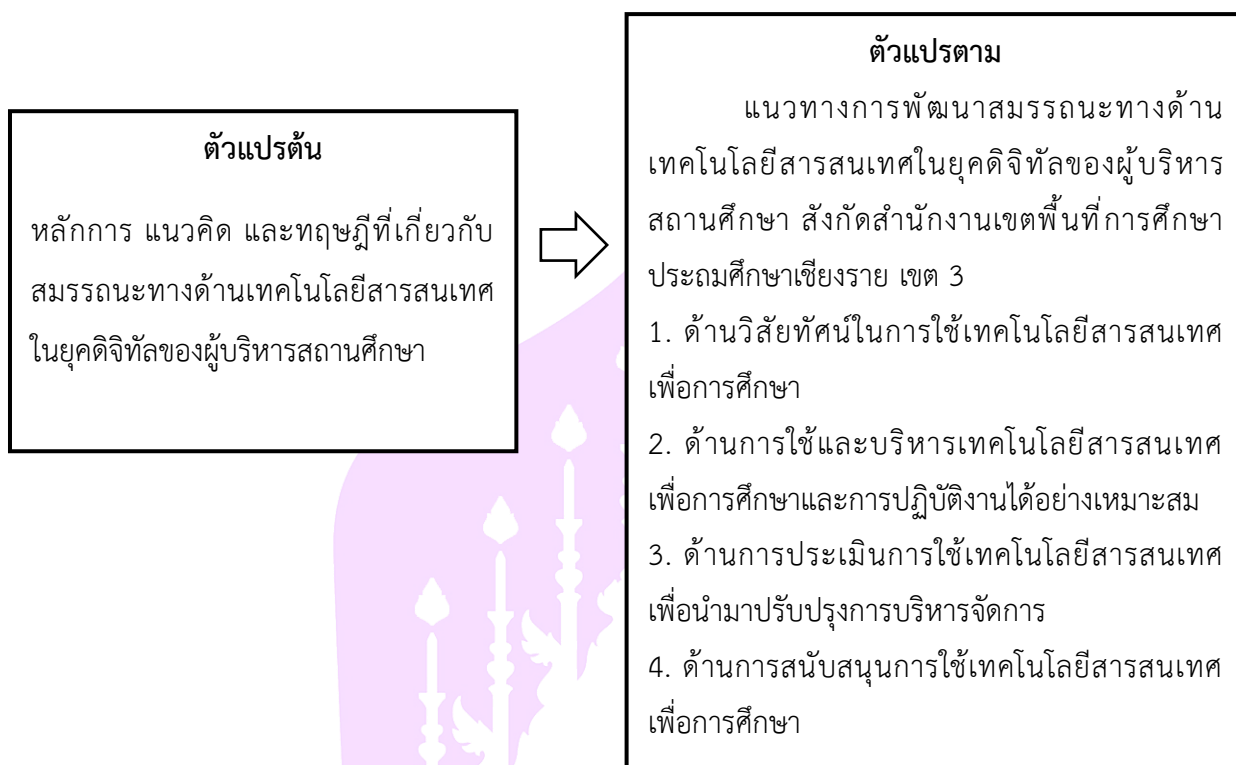 ตัวแปรต้น
หลักการ แนวคิด และทฤษฎีที่เกี่ยวกับ
สมรรถนะทางด้านเทคโนโลยีสารสนเทศ
ในยุคดิจิทัลของผู้บริหารสถานศึกษา
ตัวแปรตาม
แนวทางการพัฒนาสมรรถนะทางด้าน
เทคโนโลยีสารสนเทศในยุคดิจิทัลของผู้บริหาร
สถานศึกษา สังกัดสำนักงานเขตพื้นที่การศึกษา
ประถมศึกษาเชียงราย เขต 3
1. ด้านวิสัยทัศน์ในการใช้เทคโนโลยีสารสนเทศ
เพื่อการศึกษา
2. ด้านการใช้และบริหารเทคโนโลยีสารสนเทศ
เพื่อการศึกษาและการปฏิบัติงานได้อย่างเหมาะสม
3. ด้านการประเมินการใช้เทคโนโลยีสารสนเทศ
เพื่อนำมาปรับปรุงการบริหารจัดการ
4. ด้านการสนับสนุนการใช้เทคโนโลยีสารสนเทศ
เพื่อการศึกษา